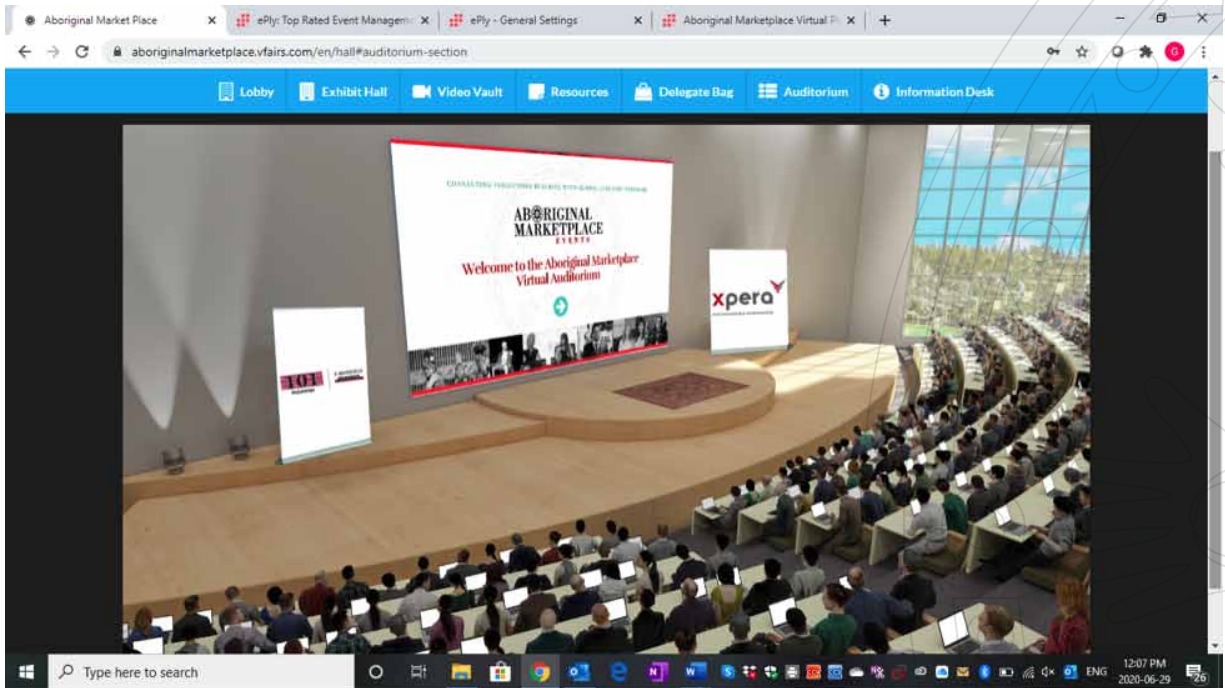 Aboriginal Market Place
ePly: Top Rated Event Managem
ePly - General Settings
Aboriginal Marketplace Virtual
aboriginalmarketplace.vfairs.com/en/hall#auditorium-section
G
Lobby
Exhibit Hall
Video Vault
Resources
Delegate Bag
Auditorium
Information Desk
ABORIGINAL
MARKETPLACE
EVENTS
Welcome to the Aboriginal Marketplace
Virtual Auditorium
xpera
Type here to search
ENG
12:07 PM
2020-06-29
26